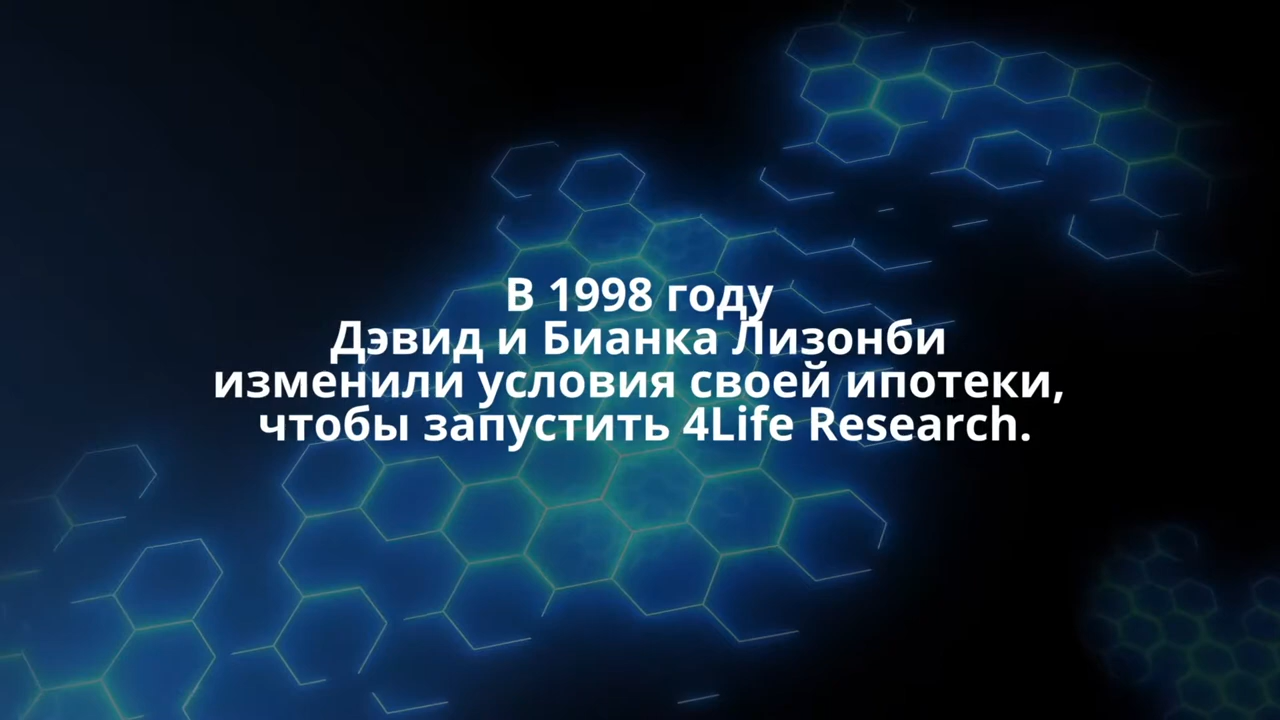 В 1998 году
Дэвид и Бианка Лизонби
изменили условия своей ипотеки,
чтобы запустить 4Life Research.